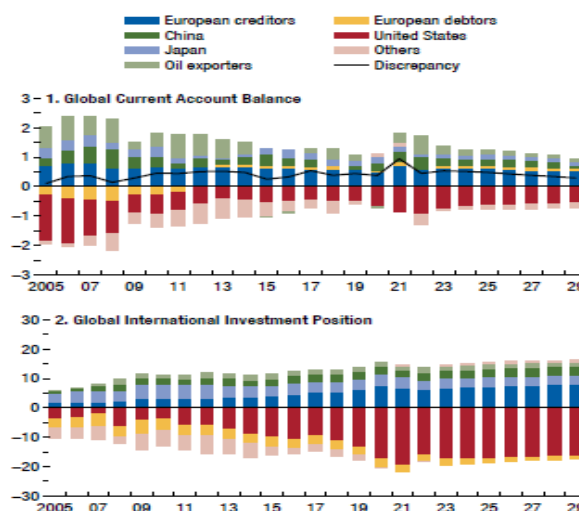 European creditors European debtors
China United States
Japan Others
Oil exporters Discrepancy
3 – 1. Global Current Account Balance
2
1
0
–1
–2
–3
2005 07 09 11 13 15 17 19 21 23 25 27 29
30 – 2. Global International Investment Position
20
10
0
–10
–20
–30
2005 07 09 11 13 15 17 19 21 23 25 27 29